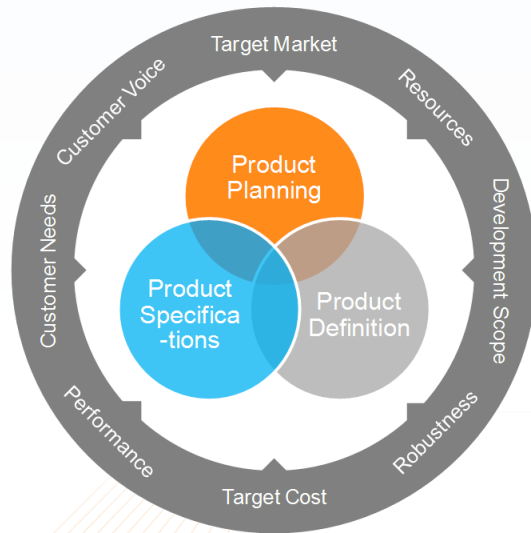 Target Market
Resources
Development Scope
Robustness
Target Cost
Performance
Customer Needs
Customer Voice
Product
Planning
Product
Specifica
-tions
Product
Definition